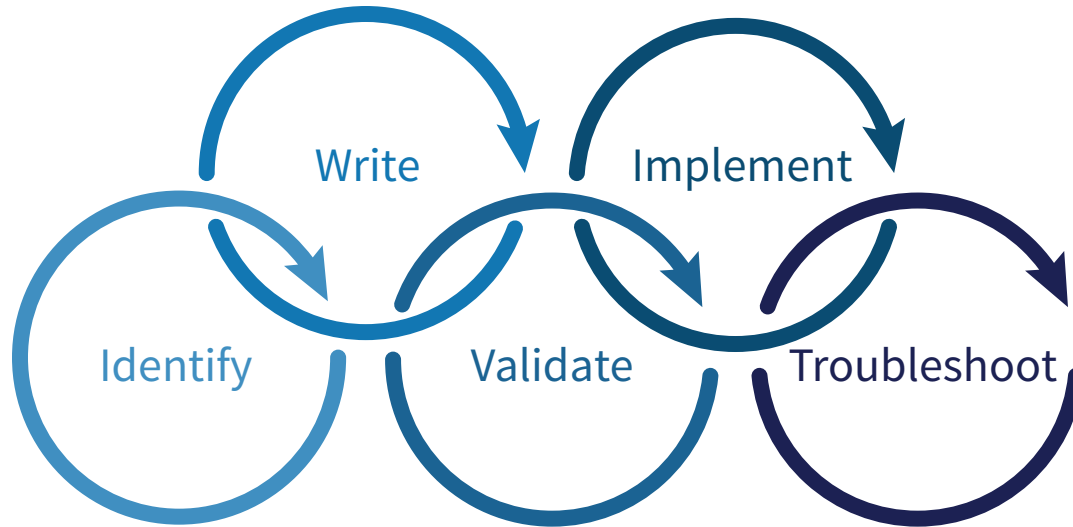 Write
Implement
Identify
Validate
Troubleshoot